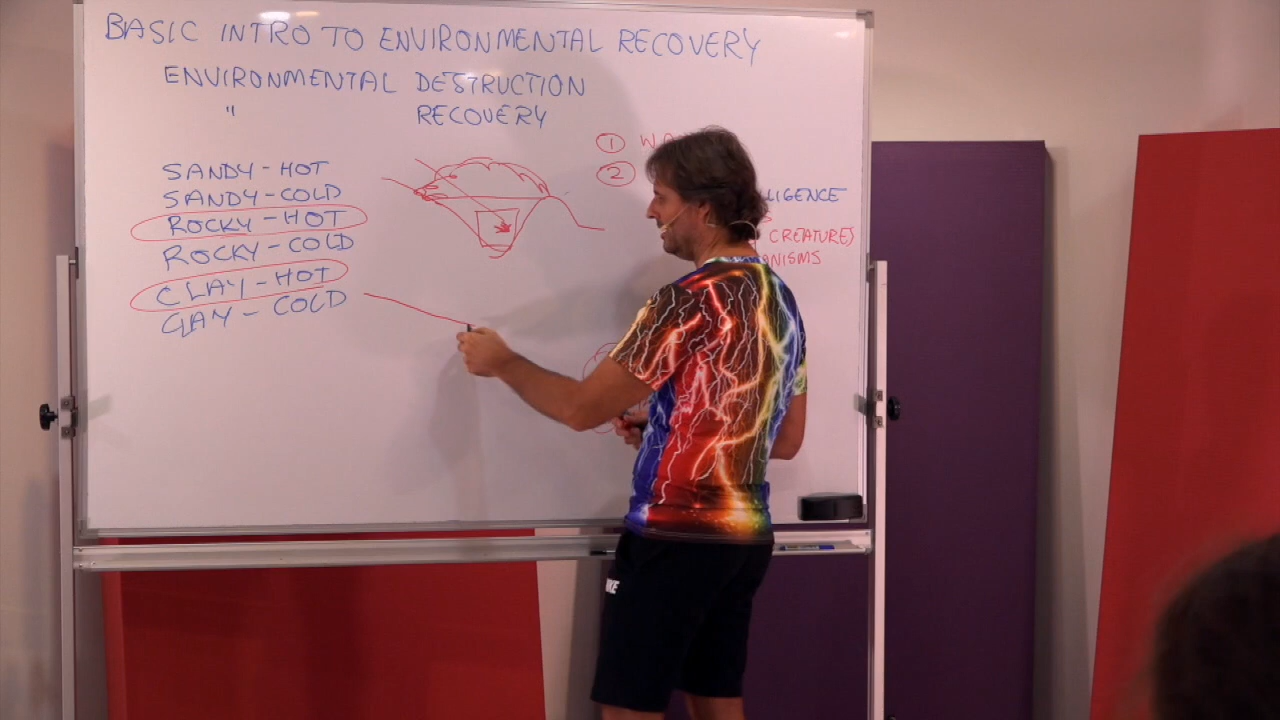 BASIC INTRO TO ENVIRONMENTAL RECOVERY
ENVIRONMENTAL DESTRUCTION
" RECOVERY
SANDY-HOT
SANDY-COLD
ROCKY-HOT
ROCKY-COLD
CLAY-HOT
CLAY-COLD
1
2
CREATURES